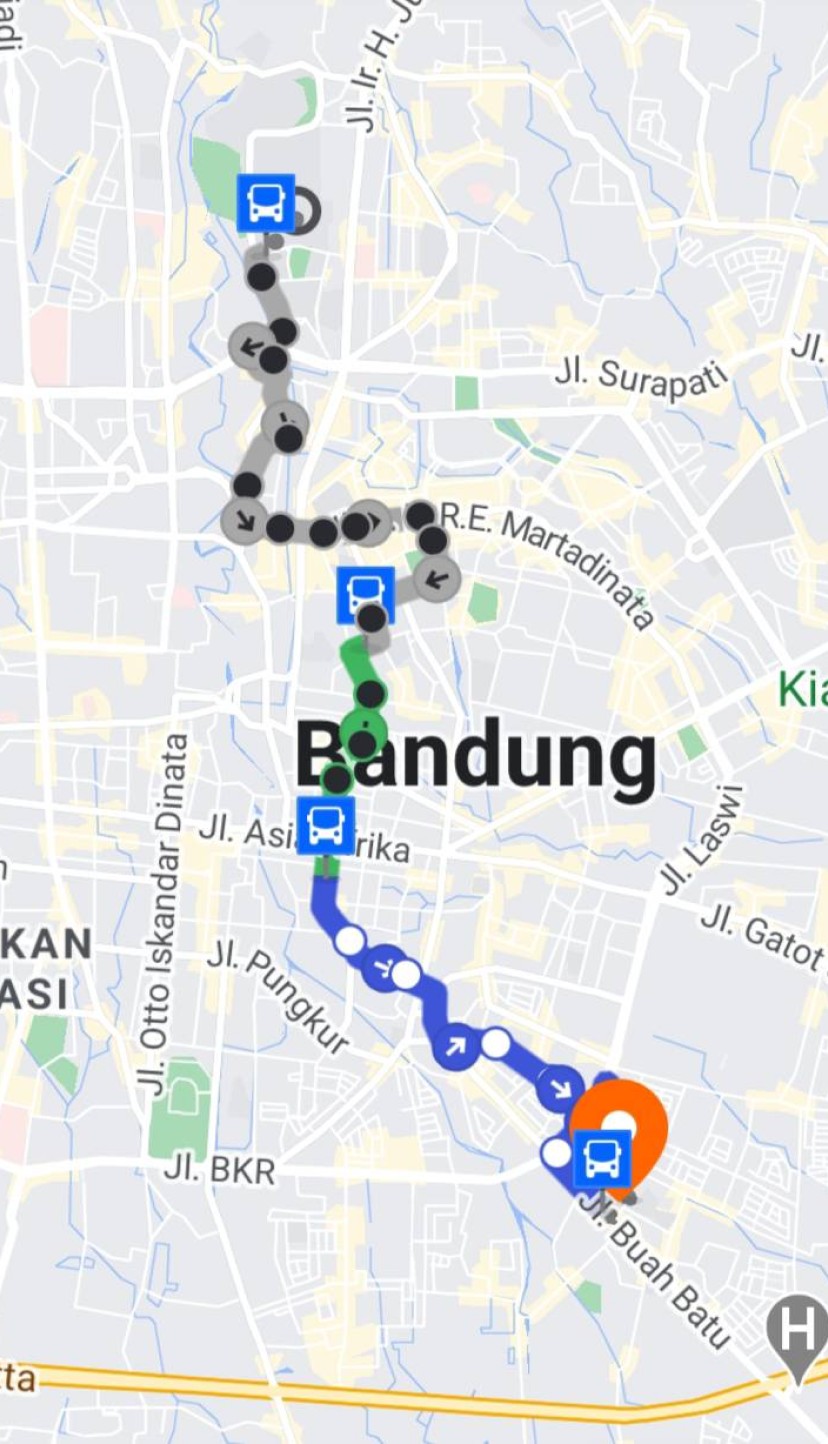 adi
Jl. Ir. H. Ju
Jl. Surapati
Jl.
R.E. Martadinata
Kia
Bandung
Jl. Otto Iskandar Dinata
Jl. Asia Afrika
Jl. Laswi
Jl. Gatot
KAN
ASI
Jl. Pungkur
Jl. BKR
Jl. Buah Batu
H
tta